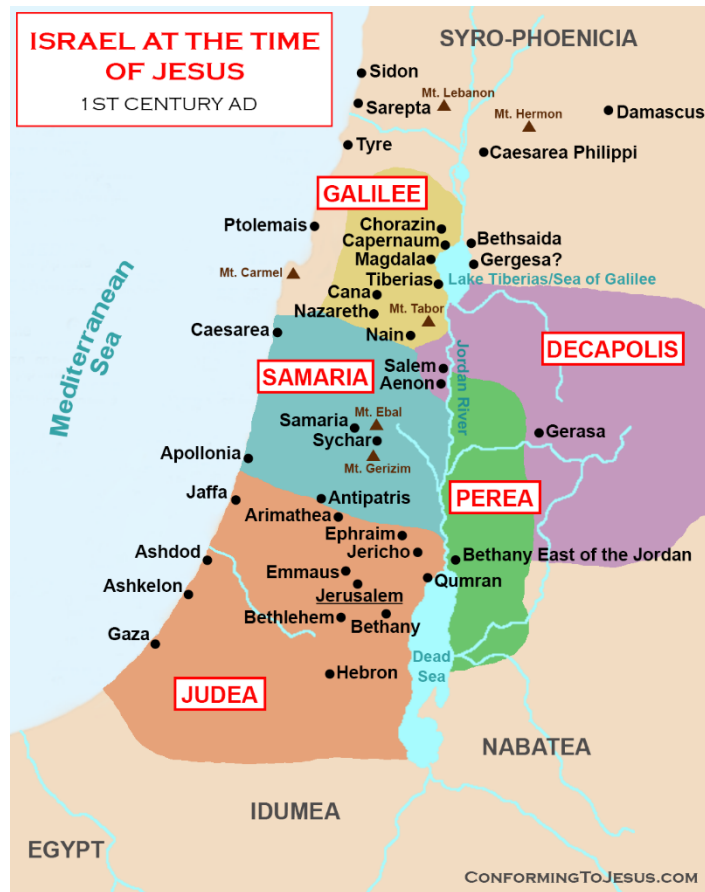 ISRAEL AT THE TIME
OF JESUS
1ST CENTURY AD
SYRO-PHOENICIA
Sidon
Mt. Lebanon
Sarepta
Mt. Hermon
Damascus
Tyre
Caesarea Philippi
GALILEE
Ptolemais
Chorazin
Capernaum
Bethsaida
Magdala
Gergesa?
Mt. Carmel
Tiberias
Lake Tiberias/Sea of Galilee
Cana
Nazareth
Mt. Tabor
Mediterranean
Sea
Caesarea
Nain
Jordan River
DECAPOLIS
SAMARIA
Salem
Aenon
Samaria
Mt. Ebal
Sychar
Gerasa
Mt. Gerizim
Apollonia
Jaffa
Antipatris
PEREA
Arimathea
Ephraim
Jericho
Ashdod
Bethany East of the Jordan
Emmaus
Qumran
Ashkelon
Jerusalem
Bethlehem
Bethany
Gaza
Dead
Sea
Hebron
JUDEA
NABATEA
IDUMEA
EGYPT
CONFORMINGTOJESUS.COM